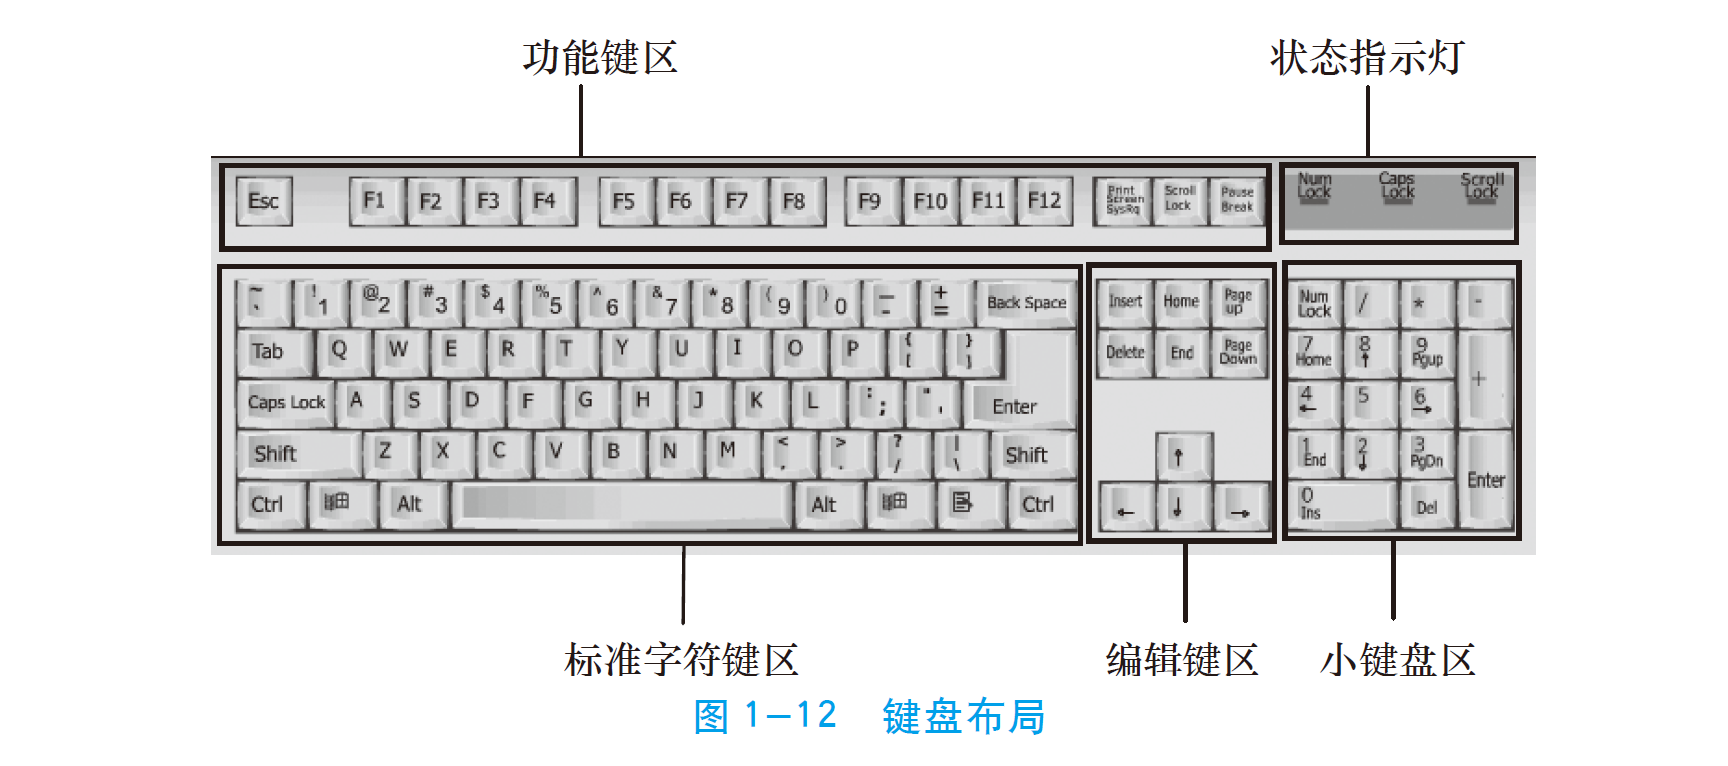 功能键区 状态指示灯
Esc F1 F2 F3 F4 F5 F6 F7 F8 F9 F10 F11 F12 Print Screen SysRq Scroll Lock Pause Break Num Lock Caps Lock Scroll Lock
~ ` ! 1 @ 2 # 3 $ 4 % 5 ^ 6 & 7 * 8 ( 9 ) 0 — - + = Back Space Insert Home Page up Num Lock / * -
Tab Q W E R T Y U I O P { [ } ] Delete End Page Down 7 Home 8 ↑ 9 Pgup +
Caps Lock A S D F G H J K L : ; " , Enter 4 ← 5 6 →
Shift Z X C V B N M < , > . ? / | \ Shift ↑ 1 End 2 ↓ 3 PgDn Enter
Ctrl Alt Alt Ctrl ← ↓ → 0 Ins Del
标准字符键区 编辑键区 小键盘区
图 1-12 键盘布局